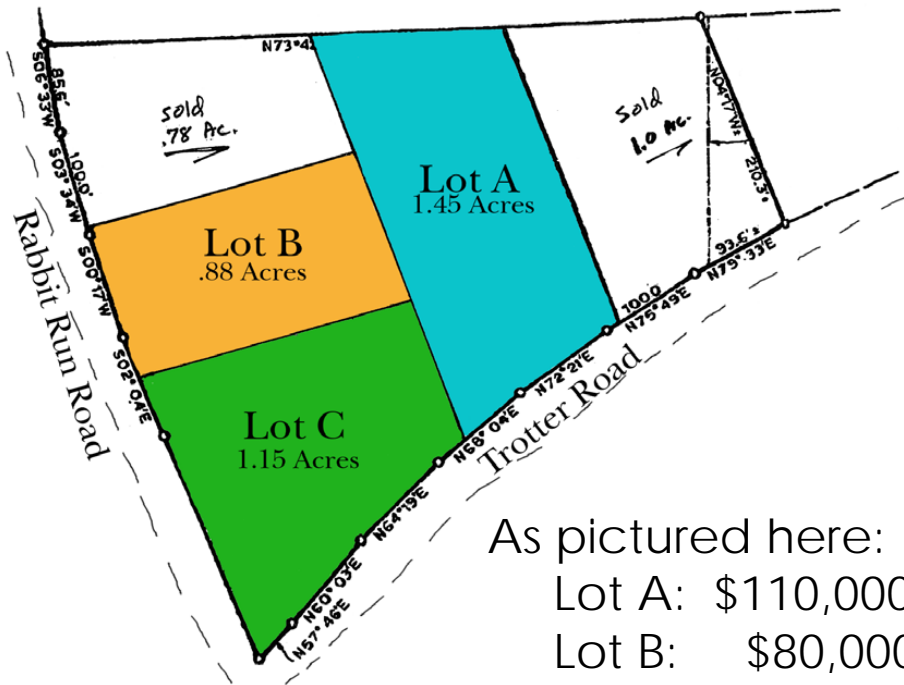 N73°42
S06°33'W
85.5'
S03°34'W
100.0'
S00°17'W
S02°04'E
sold
.78 Ac.
Lot A
1.45 Acres
sold
1.0 Ac.
N04°17'W±
210.3'±
Lot B
.88 Acres
Lot C
1.15 Acres
Rabbit Run Road
93.6'±
N79°33'E
100.0
N75°49'E
N72°21'E
N68°04'E
N64°19'E
N60°03'E
N57°46'E
Trotter Road
As pictured here:
Lot A: $110,000
Lot B: $80,000